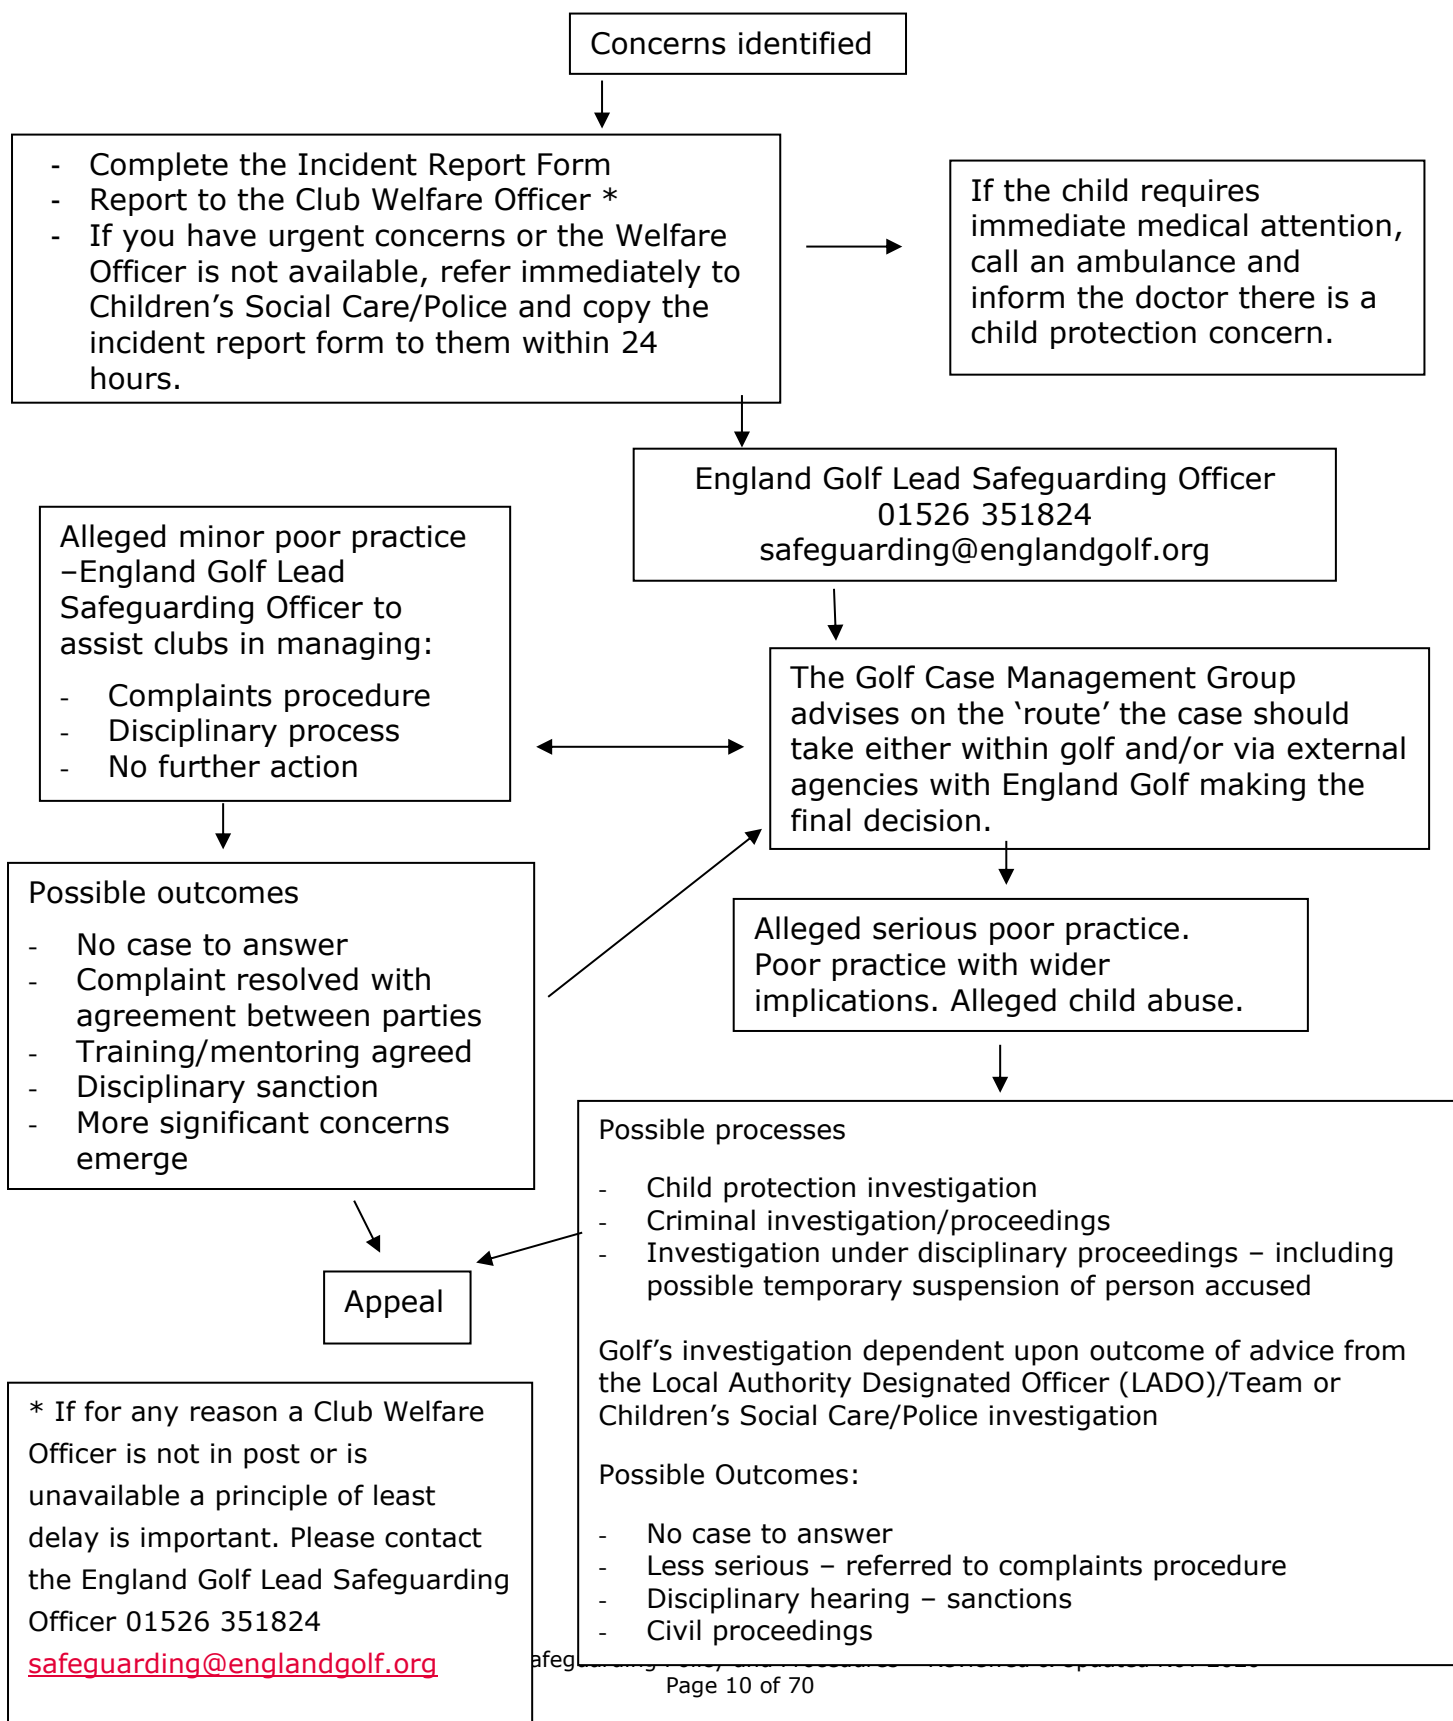 Concerns identified
- Complete the Incident Report Form
- Report to the Club Welfare Officer *
- If you have urgent concerns or the Welfare
Officer is not available, refer immediately to
Children’s Social Care/Police and copy the
incident report form to them within 24
hours.
If the child requires
immediate medical attention,
call an ambulance and
inform the doctor there is a
child protection concern.
England Golf Lead Safeguarding Officer
01526 351824
safeguarding@englandgolf.org
Alleged minor poor practice
–England Golf Lead
Safeguarding Officer to
assist clubs in managing:
- Complaints procedure
- Disciplinary process
- No further action
The Golf Case Management Group
advises on the ‘route’ the case should
take either within golf and/or via external
agencies with England Golf making the
final decision.
Possible outcomes
- No case to answer
- Complaint resolved with
agreement between parties
- Training/mentoring agreed
- Disciplinary sanction
- More significant concerns
emerge
Alleged serious poor practice.
Poor practice with wider
implications. Alleged child abuse.
Possible processes
- Child protection investigation
- Criminal investigation/proceedings
- Investigation under disciplinary proceedings – including
possible temporary suspension of person accused
Golf’s investigation dependent upon outcome of advice from
the Local Authority Designated Officer (LADO)/Team or
Children’s Social Care/Police investigation
Possible Outcomes:
- No case to answer
- Less serious – referred to complaints procedure
- Disciplinary hearing – sanctions
- Civil proceedings
Appeal
* If for any reason a Club Welfare
Officer is not in post or is
unavailable a principle of least
delay is important. Please contact
the England Golf Lead Safeguarding
Officer 01526 351824
safeguarding@englandgolf.org
Page 10 of 70